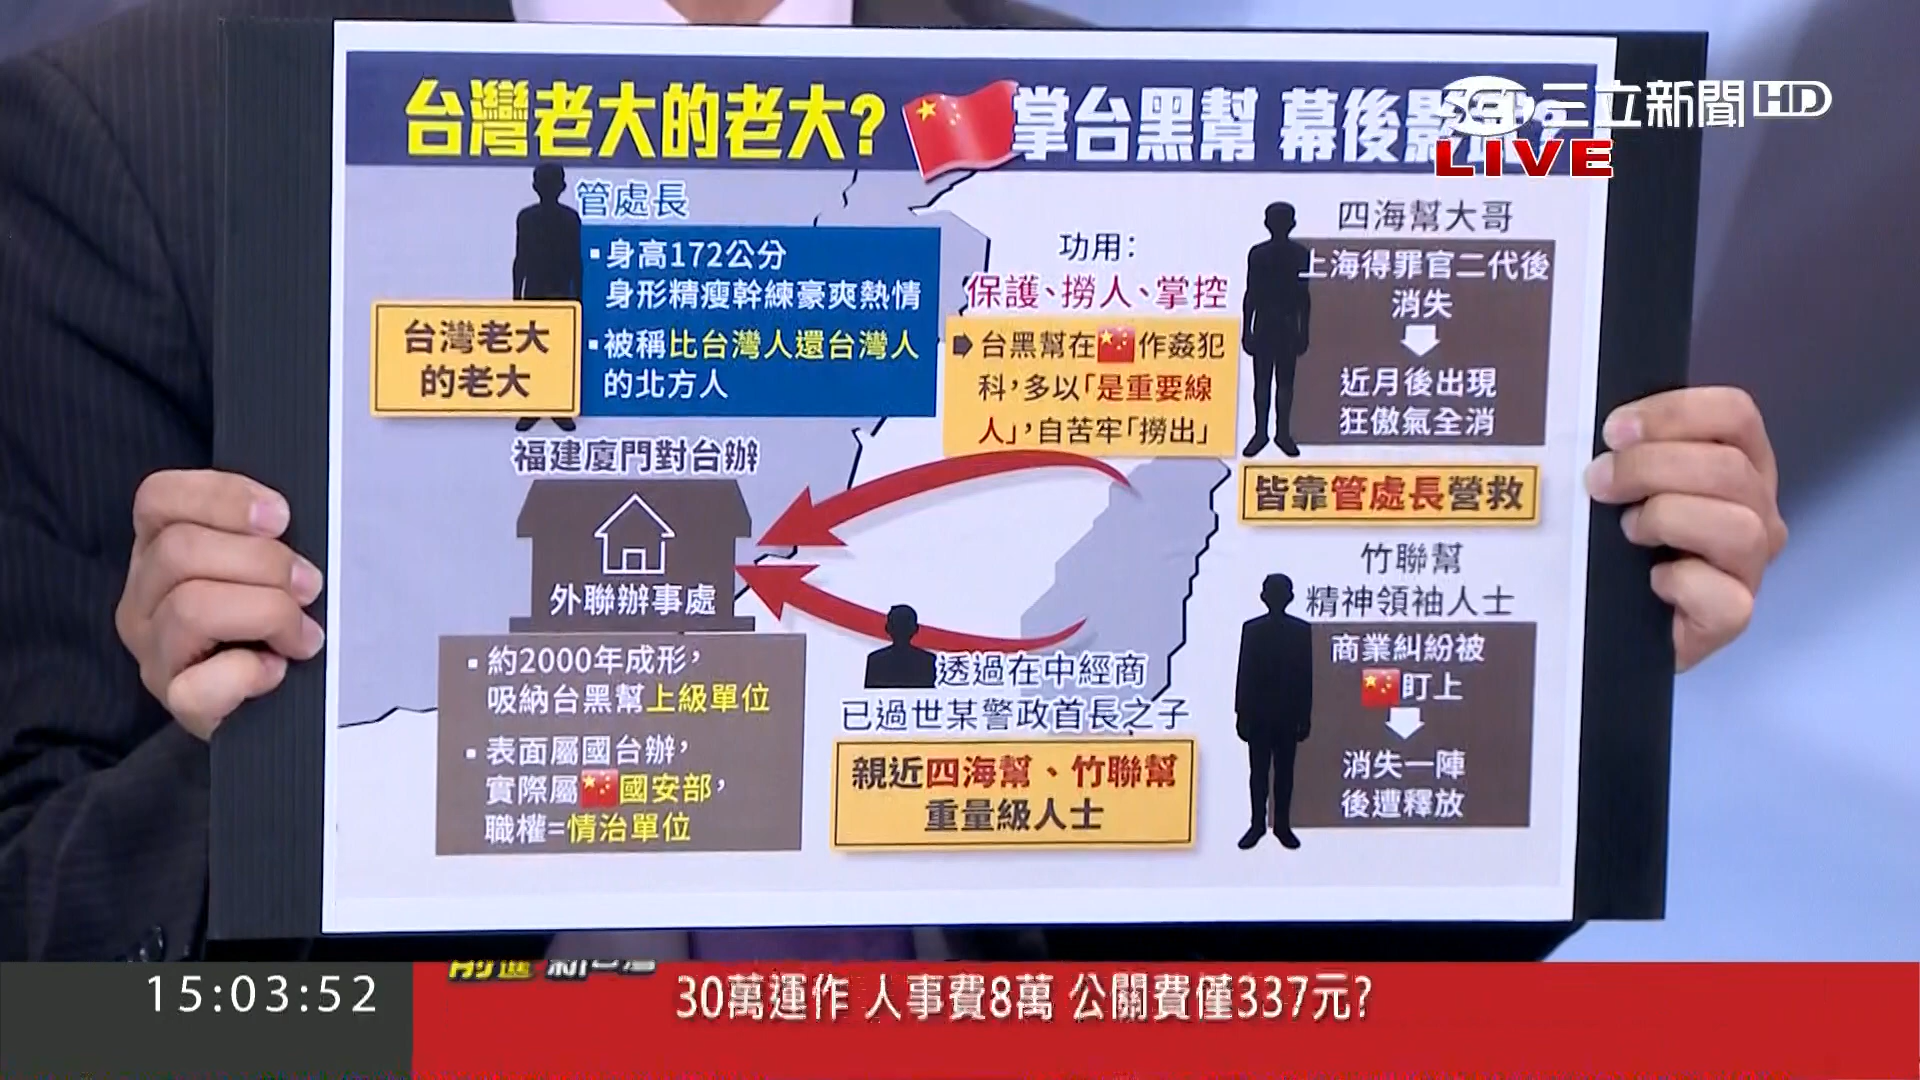 台灣老大的老大?
掌台黑幫 幕後
三立新聞HD
LIVE
管處長
▪身高172公分
身形精瘦幹練豪爽熱情
▪被稱比台灣人還台灣人
的北方人
台灣老大
的老大
福建廈門對台辦
外聯辦事處
▪約2000年成形,
吸納台黑幫上級單位
▪表面屬國台辦,
實際屬國安部,
職權=情治單位
功用:
保護、撈人、掌控
台黑幫在作姦犯
科,多以「是重要線
人」,自苦牢「撈出」
透過在中經商
已過世某警政首長之子
親近四海幫、竹聯幫
重量級人士
四海幫大哥
上海得罪官二代後
消失
近月後出現
狂傲氣全消
皆靠管處長營救
竹聯幫
精神領袖人士
商業糾紛被
盯上
消失一陣
後遭釋放
15:03:52
30萬運作 人事費8萬 公關費僅337元?